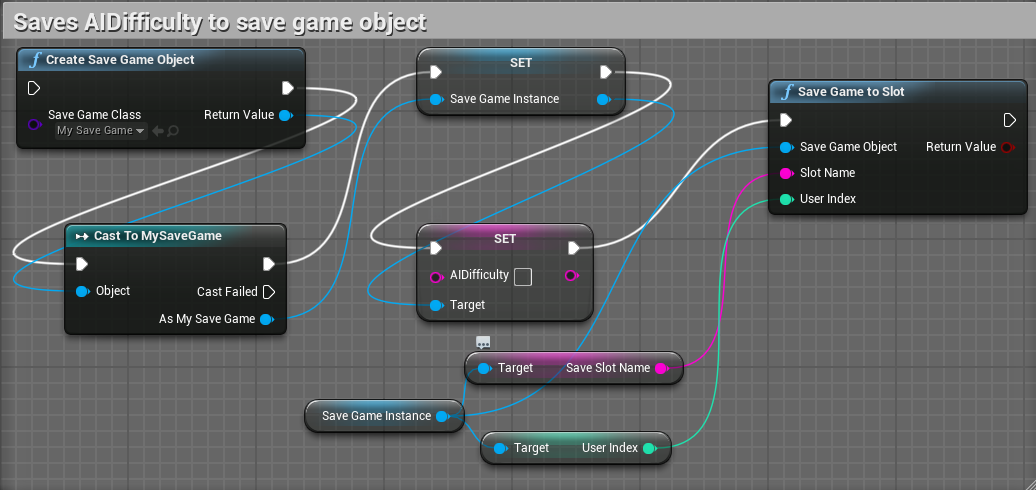 Saves AIDifficulty to save game object
f Create Save Game Object
Save Game Class
My Save Game
Return Value
SET
Save Game Instance
f Save Game to Slot
Save Game Object
Return Value
Slot Name
User Index
Cast To MySaveGame
Object
Cast Failed
As My Save Game
SET
AIDifficulty
Target
Target
Save Slot Name
Save Game Instance
Target
User Index